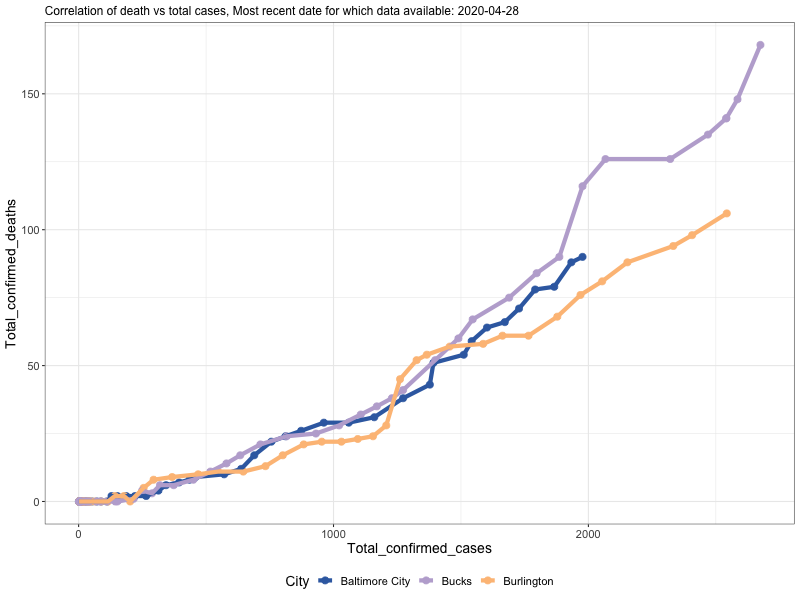 Correlation of death vs total cases, Most recent date for which data available: 2020-04-28
Total_confirmed_deaths
150
100
50
0
0 1000 2000
Total_confirmed_cases
City Baltimore City Bucks Burlington